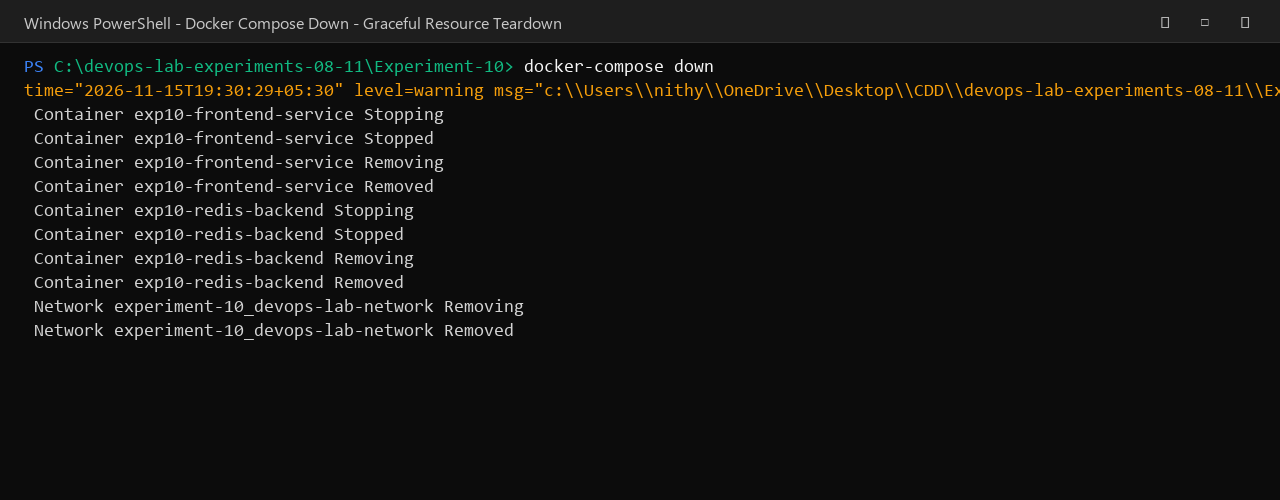 Windows PowerShell - Docker Compose Down - Graceful Resource Teardown
PS C:\devops-lab-experiments-08-11\Experiment-10> docker-compose down
time="2026-11-15T19:30:29+05:30" level=warning msg="c:\\Users\\nithy\\OneDrive\\Desktop\\CDD\\devops-lab-experiments-08-11\\Ex
Container exp10-frontend-service Stopping
Container exp10-frontend-service Stopped
Container exp10-frontend-service Removing
Container exp10-frontend-service Removed
Container exp10-redis-backend Stopping
Container exp10-redis-backend Stopped
Container exp10-redis-backend Removing
Container exp10-redis-backend Removed
Network experiment-10_devops-lab-network Removing
Network experiment-10_devops-lab-network Removed